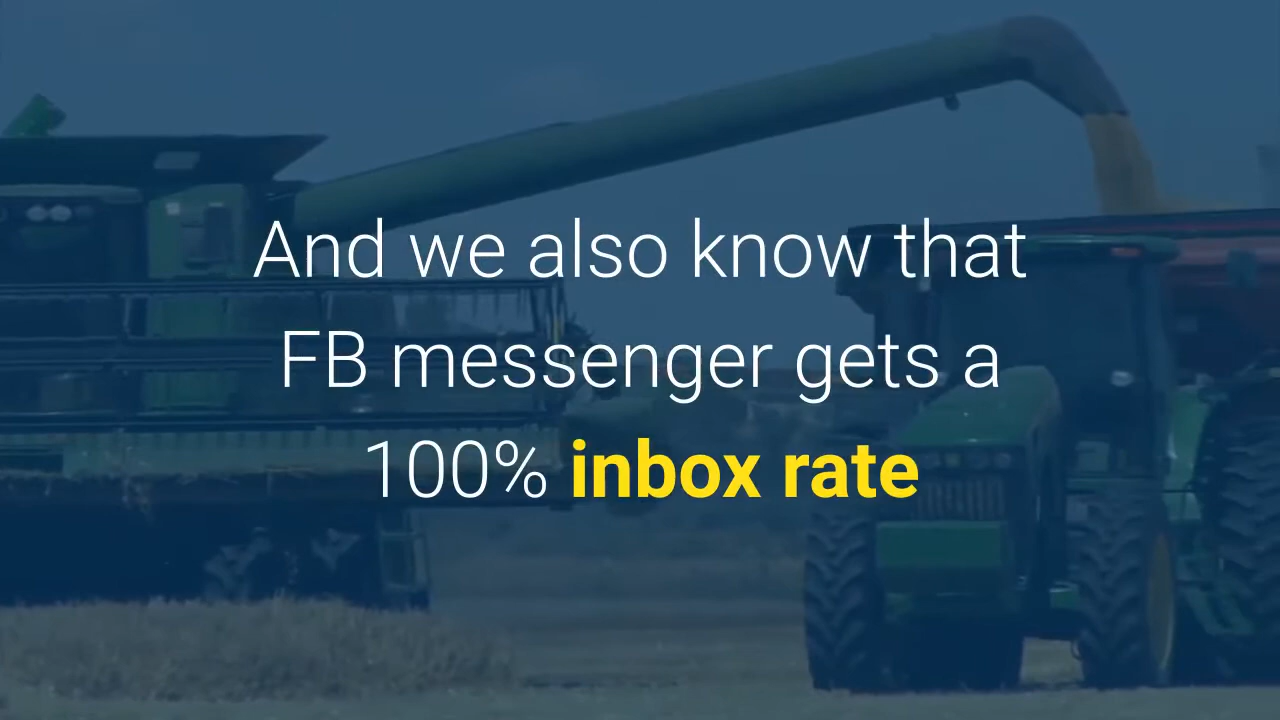 And we also know that
FB messenger gets a
100% inbox rate